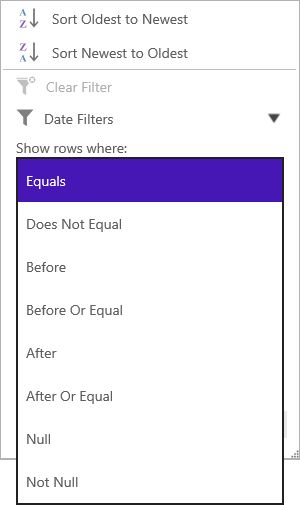 Sort Oldest to Newest
Sort Newest to Oldest
Clear Filter
Date Filters
Show rows where:
Equals
Does Not Equal
Before
Before Or Equal
After
After Or Equal
Null
Not Null